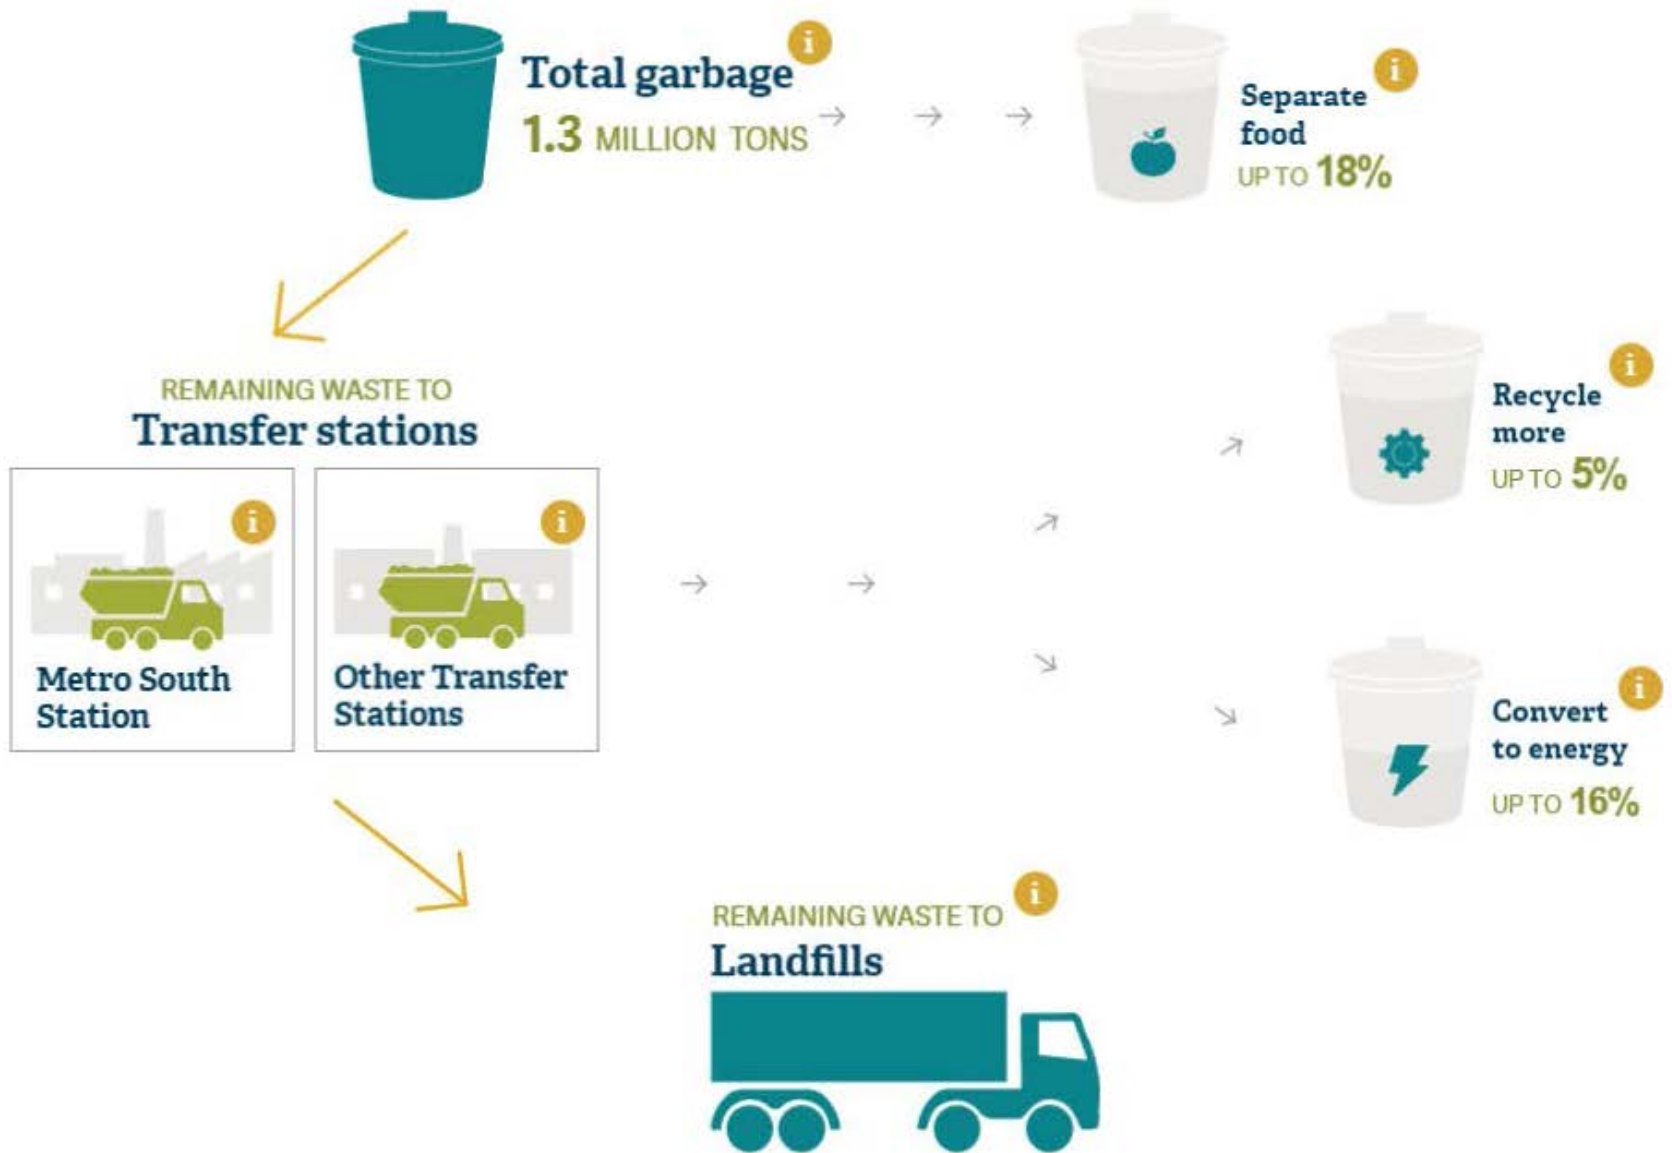 Total garbage
i
1.3 MILLION TONS
Separate
food
i
UP TO 18%
REMAINING WASTE TO
Transfer stations
i
Metro South
Station
i
Other Transfer
Stations
Recycle
more
i
UP TO 5%
Convert
to energy
i
UP TO 16%
REMAINING WASTE TO
i
Landfills